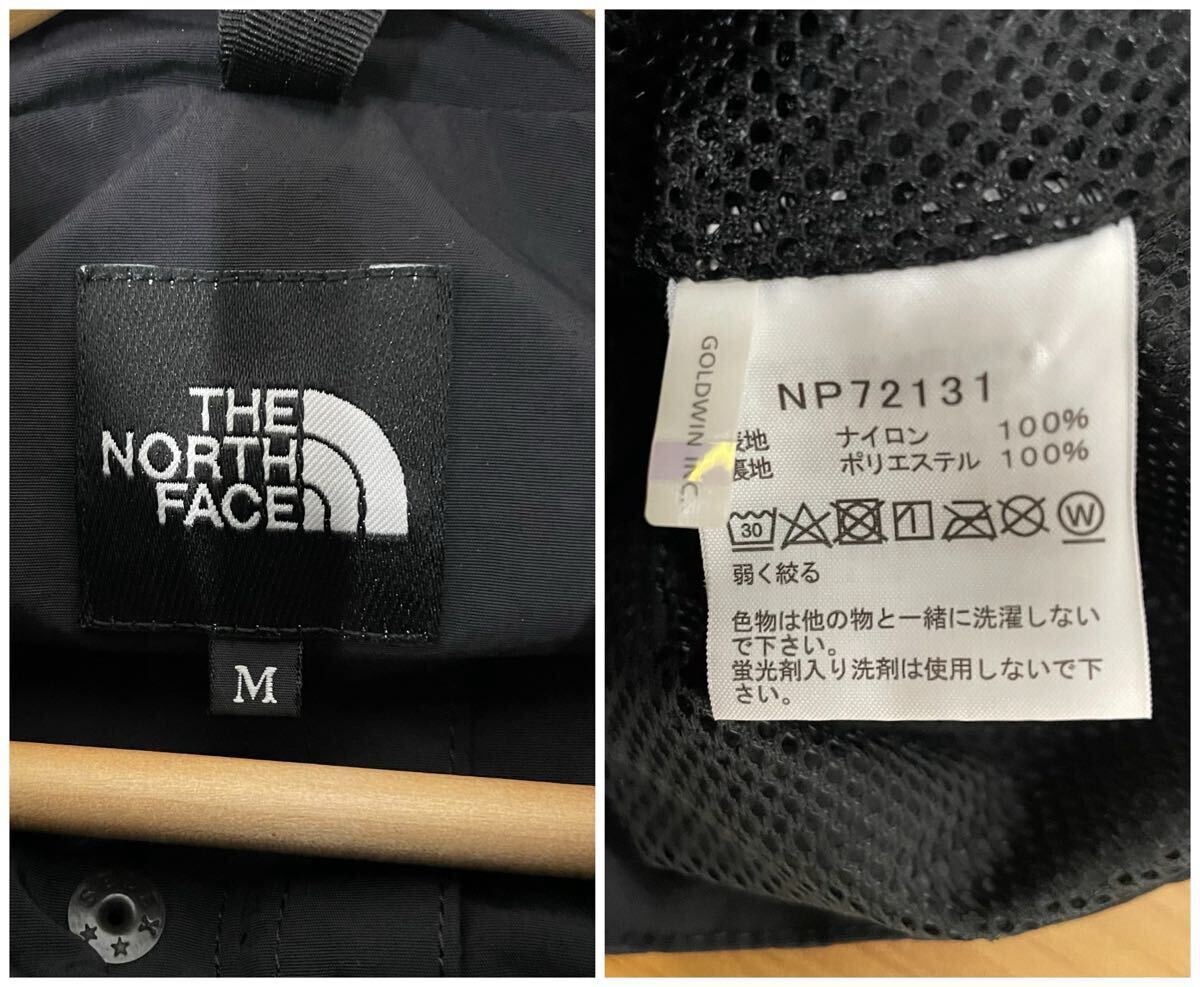 THE
NORTH
FACE
M
GOLDWIN INC.
NP72131
表地 ナイロン 100%
裏地 ポリエステル 100%
30
W
弱く絞る
色物は他の物と一緒に洗濯しない
で下さい。
蛍光剤入り洗剤は使用しないで下
さい。